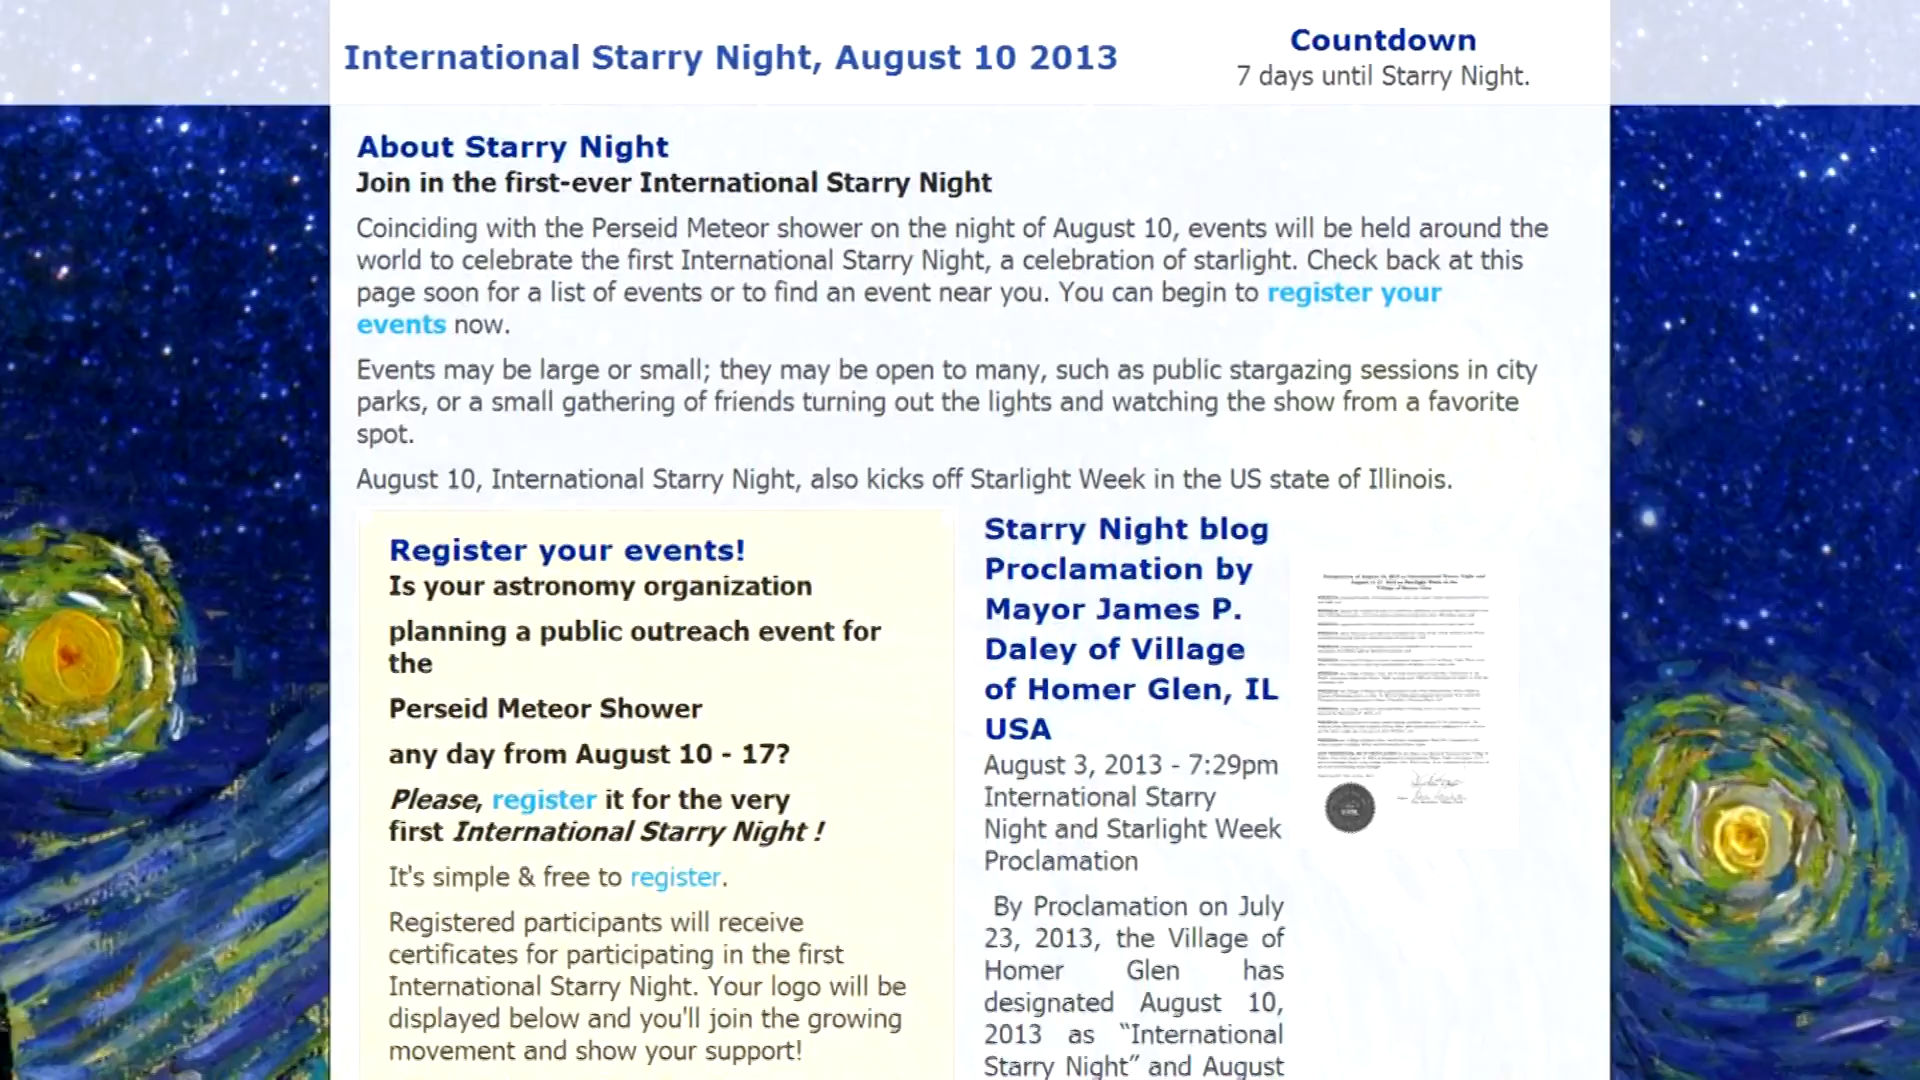 International Starry Night, August 10 2013
Countdown
7 days until Starry Night.
About Starry Night
Join in the first-ever International Starry Night
Coinciding with the Perseid Meteor shower on the night of August 10, events will be held around the
world to celebrate the first International Starry Night, a celebration of starlight. Check back at this
page soon for a list of events or to find an event near you. You can begin to register your
events now.
Events may be large or small; they may be open to many, such as public stargazing sessions in city
parks, or a small gathering of friends turning out the lights and watching the show from a favorite
spot.
August 10, International Starry Night, also kicks off Starlight Week in the US state of Illinois.
Register your events!
Is your astronomy organization
planning a public outreach event for
the
Perseid Meteor Shower
any day from August 10 - 17?
Please, register it for the very
first International Starry Night !
It's simple & free to register.
Registered participants will receive
certificates for participating in the first
International Starry Night. Your logo will be
displayed below and you'll join the growing
movement and show your support!
Starry Night blog
Proclamation by
Mayor James P.
Daley of Village
of Homer Glen, IL
USA
August 3, 2013 - 7:29pm
International Starry
Night and Starlight Week
Proclamation
By Proclamation on July
23, 2013, the Village of
Homer Glen has
designated August 10,
2013 as “International
Starry Night” and August